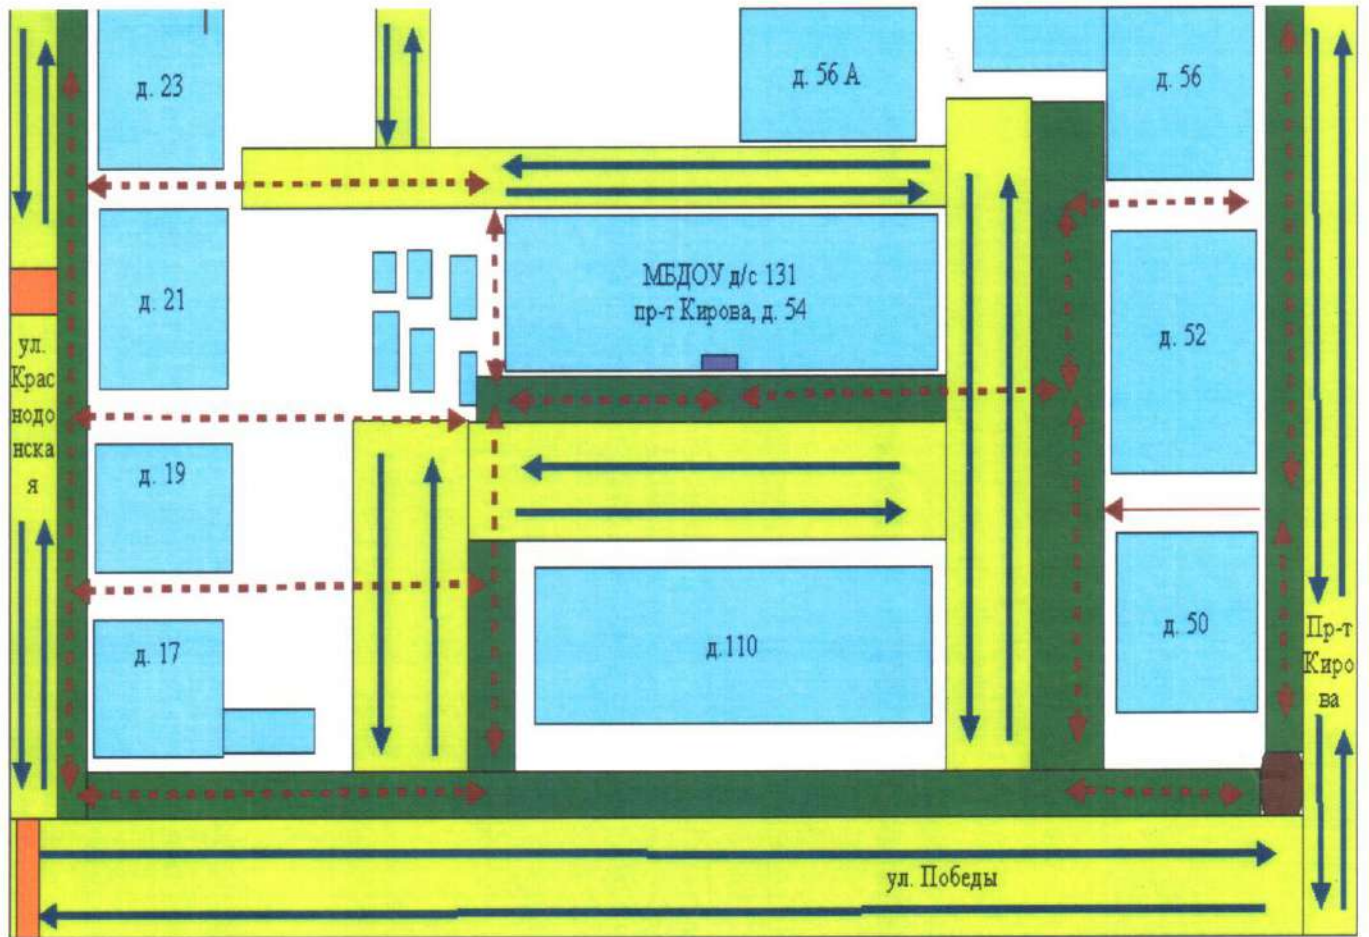 д. 23
д. 56 А
д. 56
д. 21
МБДОУ д/с 131
пр-т Кирова, д. 54
д. 52
ул.
Крас
нодо
нска
я
д. 19
д. 17
д.110
д. 50
Пр-т
Киро
ва
ул. Победы